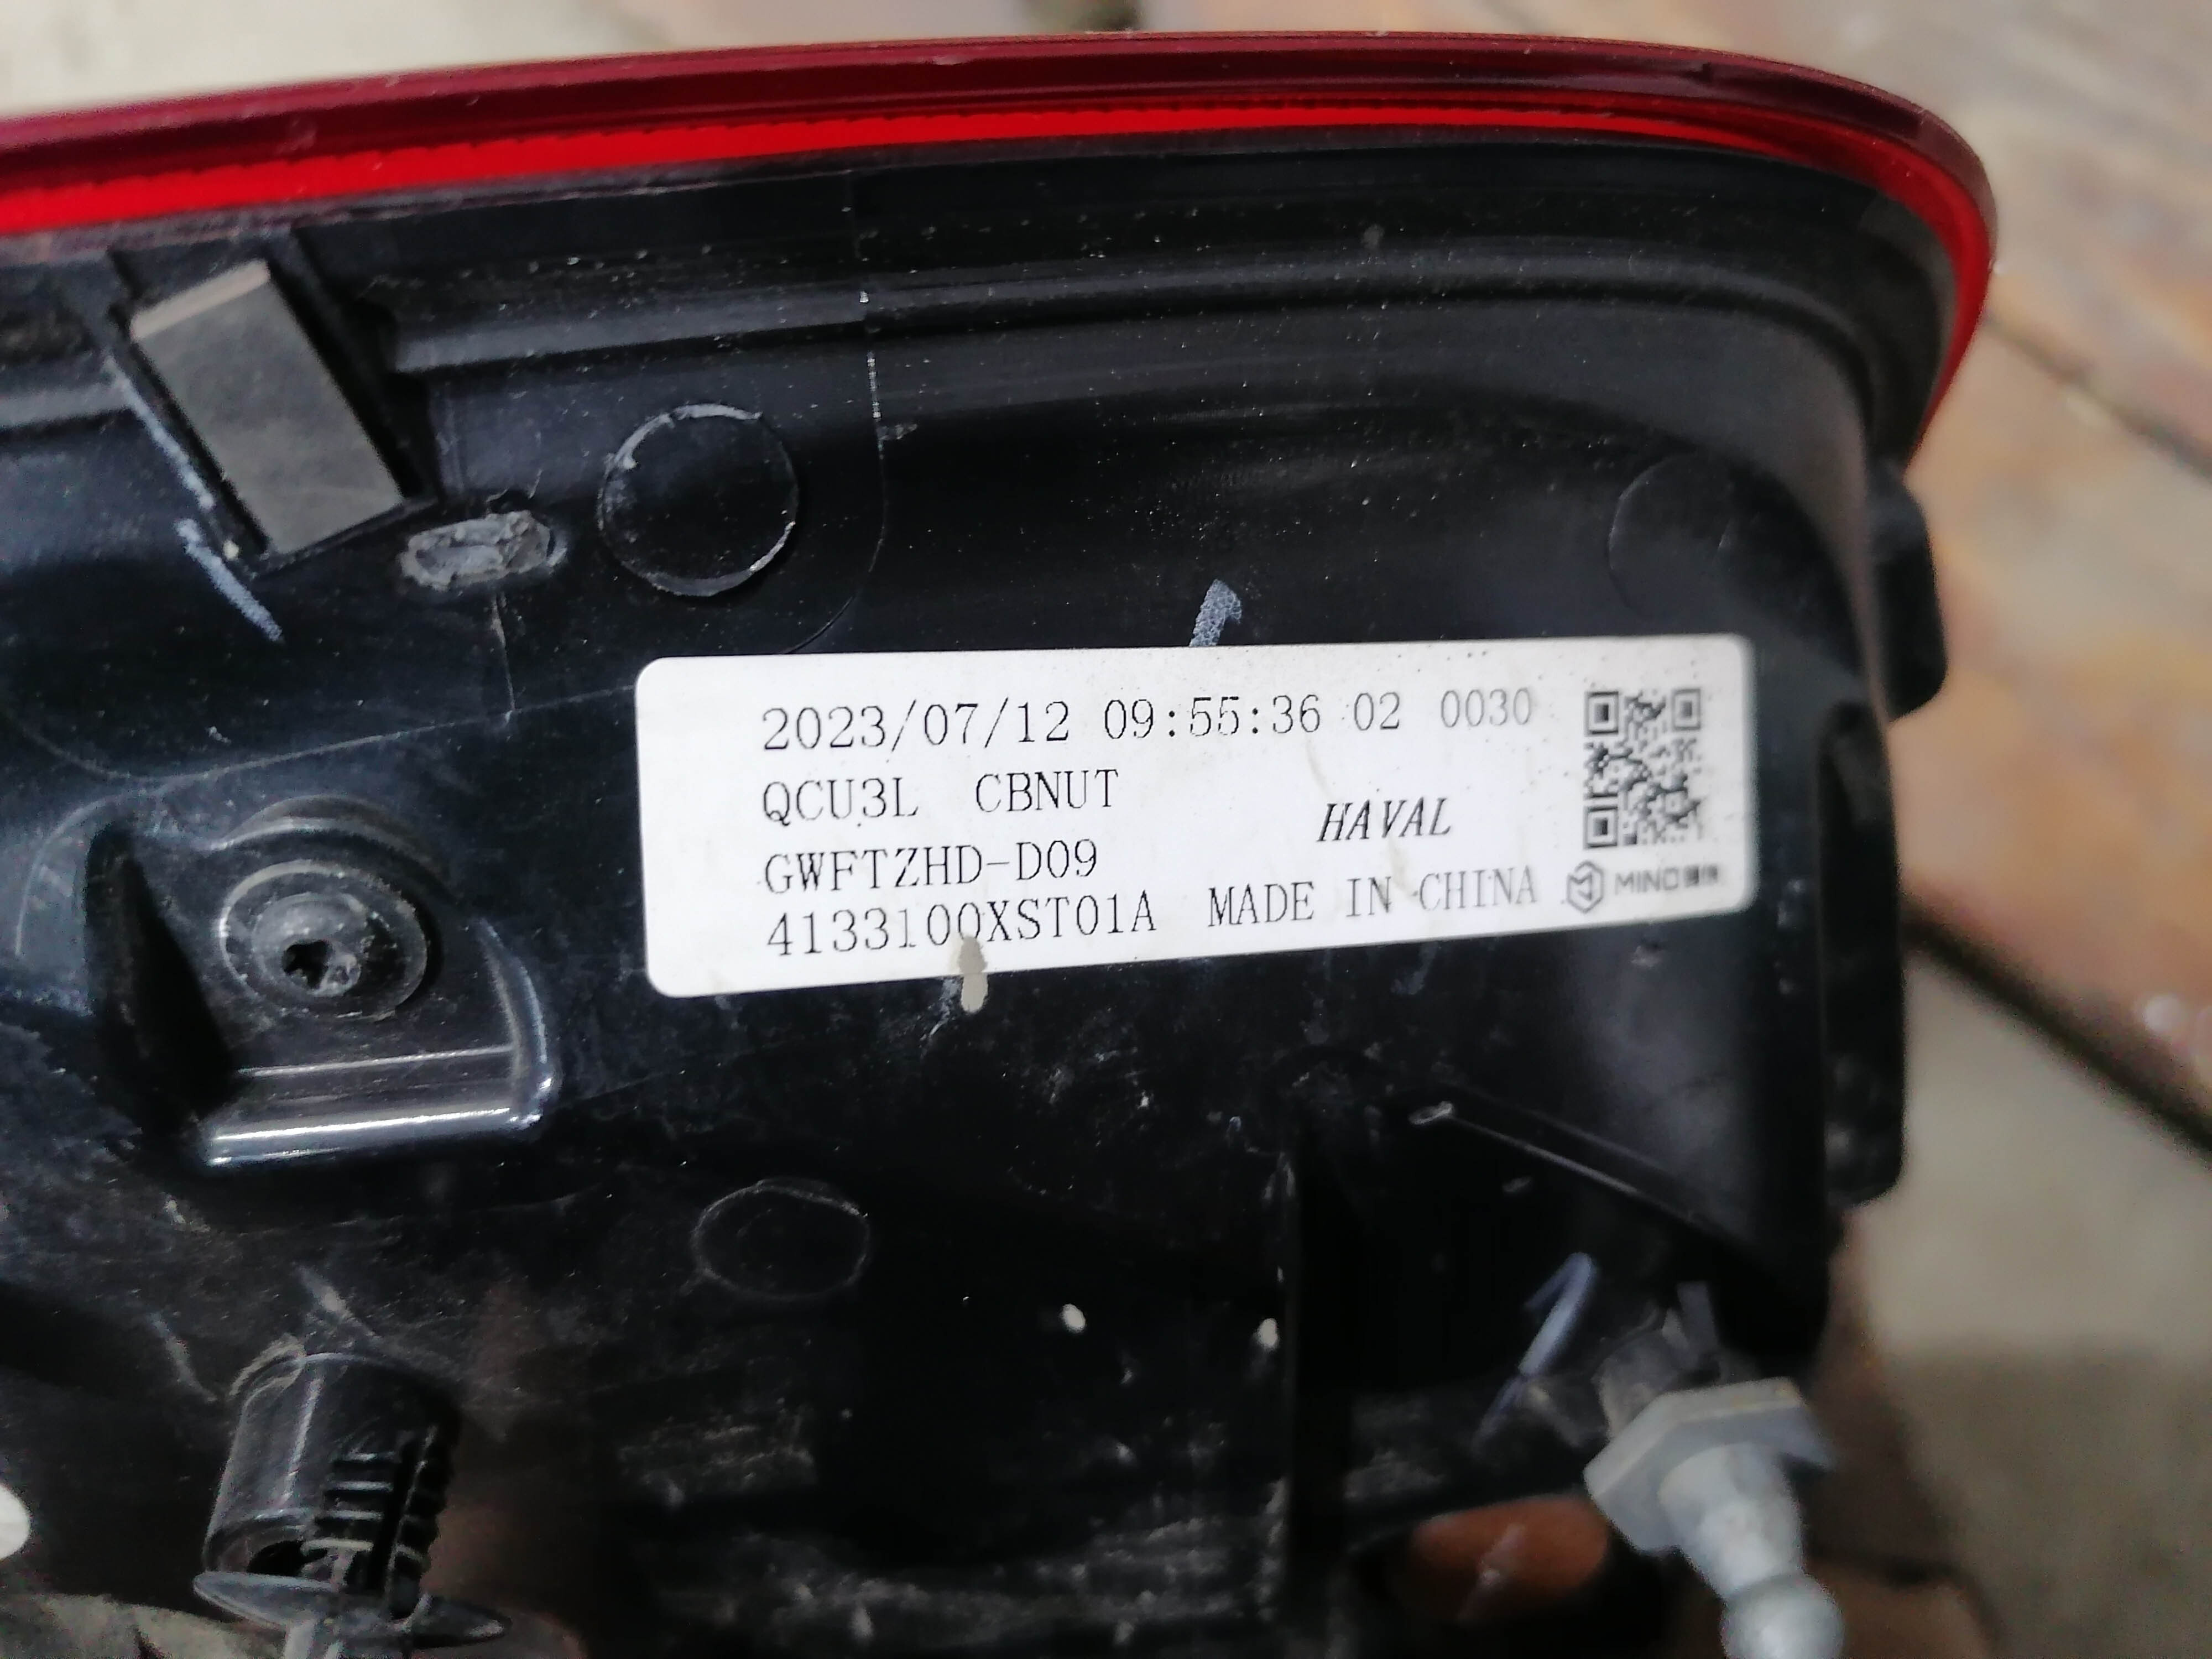 2023/07/12 09:55:36 02 0030
QCU3L CBNUT
HAVAL
GWFTZHD-D09
4133100XST01A MADE IN CHINA
MIND